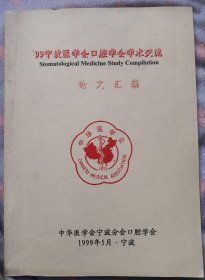 '99宁波医学会口腔学会学术交流
Stomatological Medicine Study Compilation
论文汇编
中华医学会
CHINESE MEDICAL ASSOCIATION
中华医学会宁波分会口腔学会
1999年5月·宁波